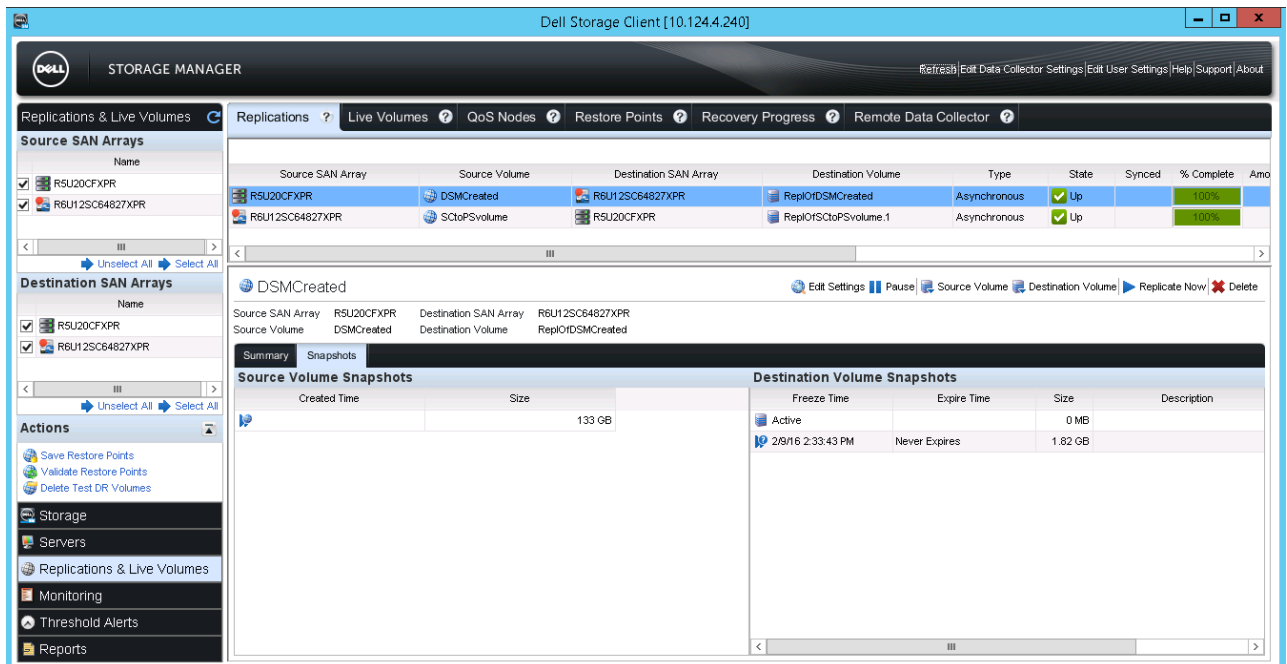 Dell Storage Client [10.124.4.240]
DELL STORAGE MANAGER
Refresh Edit Data Collector Settings Edit User Settings Help Support About
Replications & Live Volumes
Replications ? Live Volumes ? QoS Nodes ? Restore Points ? Recovery Progress ? Remote Data Collector ?
Source SAN Arrays
Name
R5U20CFXPR
R6U12SC64827XPR
Unselect All Select All
Source SAN Array Source Volume Destination SAN Array Destination Volume Type State Synced % Complete Amo
R5U20CFXPR DSMCreated R6U12SC64827XPR ReplOfDSMCreated Asynchronous Up 100%
R6U12SC64827XPR SCtoPSvolume R5U20CFXPR ReplOfSCtoPSvolume.1 Asynchronous Up 100%
Destination SAN Arrays
Name
R5U20CFXPR
R6U12SC64827XPR
Unselect All Select All
DSMCreated
Edit Settings Pause Source Volume Destination Volume Replicate Now Delete
Source SAN Array R5U20CFXPR Destination SAN Array R6U12SC64827XPR
Source Volume DSMCreated Destination Volume ReplOfDSMCreated
Summary Snapshots
Source Volume Snapshots
Created Time Size
133 GB
Destination Volume Snapshots
Freeze Time Expire Time Size Description
Active 0 MB
2/9/16 2:33:43 PM Never Expires 1.82 GB
Actions
Save Restore Points
Validate Restore Points
Delete Test DR Volumes
Storage
Servers
Replications & Live Volumes
Monitoring
Threshold Alerts
Reports